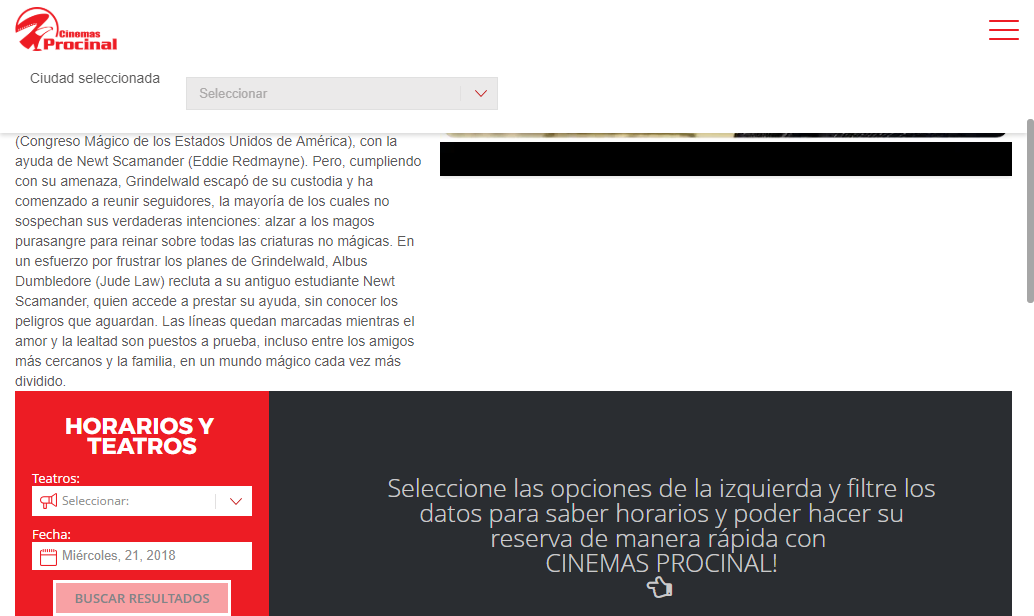 Cinemas
Procinal
Ciudad seleccionada
Seleccionar
(Congreso Mágico de los Estados Unidos de América), con la
ayuda de Newt Scamander (Eddie Redmayne). Pero, cumpliendo
con su amenaza, Grindelwald escapó de su custodia y ha
comenzado a reunir seguidores, la mayoría de los cuales no
sospechan sus verdaderas intenciones: alzar a los magos
purasangre para reinar sobre todas las criaturas no mágicas. En
un esfuerzo por frustrar los planes de Grindelwald, Albus
Dumbledore (Jude Law) recluta a su antiguo estudiante Newt
Scamander, quien accede a prestar su ayuda, sin conocer los
peligros que aguardan. Las líneas quedan marcadas mientras el
amor y la lealtad son puestos a prueba, incluso entre los amigos
más cercanos y la familia, en un mundo mágico cada vez más
dividido.
HORARIOS Y
TEATROS
Teatros:
Seleccionar:
Fecha:
Miércoles, 21, 2018
BUSCAR RESULTADOS
Seleccione las opciones de la izquierda y filtre los
datos para saber horarios y poder hacer su
reserva de manera rápida con
CINEMAS PROCINAL!